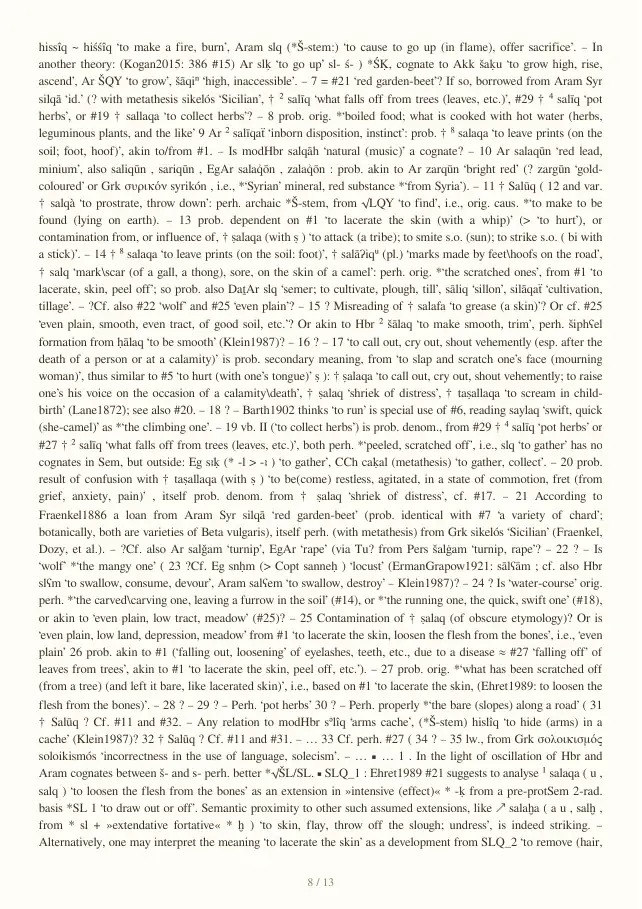 hissîq ~ hiśśîq ‘to make a fire, burn’, Aram slq (*Š-stem:) ‘to cause to go up (in flame), offer sacrifice’. – In
another theory: (Kogan2015: 386 #15) Ar slḳ ‘to go up’ sl- ś- ) *ŚḲ, cognate to Akk šaḳu ‘to grow high, rise,
ascend’, Ar ŠQY ‘to grow’, šāqiⁿ ‘high, inaccessible’. – 7 = #21 ‘red garden-beet’? If so, borrowed from Aram Syr
silqā ‘id.’ (? with metathesis sikelós ‘Sicilian’, † ² salīq ‘what falls off from trees (leaves, etc.)’, #29 † ⁴ salīq ‘pot
herbs’, or #19 † sallaqa ‘to collect herbs’? – 8 prob. orig. *‘boiled food; what is cooked with hot water (herbs,
leguminous plants, and the like’ 9 Ar ² salīqaẗ ‘inborn disposition, instinct’: prob. † ⁸ salaqa ‘to leave prints (on the
soil; foot, hoof)’, akin to/from #1. – Is modHbr salqāh ‘natural (music)’ a cognate? – 10 Ar salaqūn ‘red lead,
minium’, also saliqūn , sariqūn , EgAr salaqōn , zalaqōn : prob. akin to Ar zarqūn ‘bright red’ (? zargūn ‘gold-
coloured’ or Grk συρικόν syrikón , i.e., *‘Syrian’ mineral, red substance *‘from Syria’). – 11 † Salūq ( 12 and var.
† salqà ‘to prostrate, throw down’: perh. archaic *Š-stem, from √LQY ‘to find’, i.e., orig. caus. *‘to make to be
found (lying on earth). – 13 prob. dependent on #1 ‘to lacerate the skin (with a whip)’ (> ‘to hurt’), or
contamination from, or influence of, † ṣalaqa (with ṣ ) ‘to attack (a tribe); to smite s.o. (sun); to strike s.o. ( bi with
a stick)’. – 14 † ⁸ salaqa ‘to leave prints (on the soil: foot)’, † salāʔiqᵘ (pl.) ‘marks made by feet\hoofs on the road’,
† salq ‘mark\scar (of a gall, a thong), sore, on the skin of a camel’: perh. orig. *‘the scratched ones’, from #1 ‘to
lacerate, skin, peel off’; so prob. also DaṯAr slq ‘semer; to cultivate, plough, till’, sāliq ‘sillon’, silāqaẗ ‘cultivation,
tillage’. – ?Cf. also #22 ‘wolf’ and #25 ‘even plain’? – 15 ? Misreading of † salafa ‘to grease (a skin)’? Or cf. #25
‘even plain, smooth, even tract, of good soil, etc.’? Or akin to Hbr ² šālaq ‘to make smooth, trim’, perh. šiphʕel
formation from ḥālaq ‘to be smooth’ (Klein1987)? – 16 ? – 17 ‘to call out, cry, shout vehemently (esp. after the
death of a person or at a calamity)’ is prob. secondary meaning, from ‘to slap and scratch one’s face (mourning
woman)’, thus similar to #5 ‘to hurt (with one’s tongue)’ ṣ ): † ṣalaqa ‘to call out, cry, shout vehemently; to raise
one’s his voice on the occasion of a calamity\death’, † ṣalaq ‘shriek of distress’, † taṣallaqa ‘to scream in child-
birth’ (Lane1872); see also #20. – 18 ? – Barth1902 thinks ‘to run’ is special use of #6, reading saylaq ‘swift, quick
(she-camel)’ as *‘the climbing one’. – 19 vb. II (‘to collect herbs’) is prob. denom., from #29 † ⁴ salīq ‘pot herbs’ or
#27 † ² salīq ‘what falls off from trees (leaves, etc.)’, both perh. *‘peeled, scratched off’, i.e., slq ‘to gather’ has no
cognates in Sem, but outside: Eg sıḳ (* -l > -ı ) ‘to gather’, CCh caḳal (metathesis) ‘to gather, collect’. – 20 prob.
result of confusion with † taṣallaqa (with ṣ ) ‘to be(come) restless, agitated, in a state of commotion, fret (from
grief, anxiety, pain)’ , itself prob. denom. from † ṣalaq ‘shriek of distress’, cf. #17. – 21 According to
Fraenkel1886 a loan from Aram Syr silqā ‘red garden-beet’ (prob. identical with #7 ‘a variety of chard’;
botanically, both are varieties of Beta vulgaris), itself perh. (with metathesis) from Grk sikelós ‘Sicilian’ (Fraenkel,
Dozy, et al.). – ?Cf. also Ar salǧam ‘turnip’, EgAr ‘rape’ (via Tu? from Pers šalgam ‘turnip, rape’? – 22 ? – Is
‘wolf’ *‘the mangy one’ ( 23 ?Cf. Eg snḥm (> Copt sanneḥ ) ‘locust’ (ErmanGrapow1921: sālʕām ; cf. also Hbr
slʕm ‘to swallow, consume, devour’, Aram salʕem ‘to swallow, destroy’ – Klein1987)? – 24 ? Is ‘water-course’ orig.
perh. *‘the carved\carving one, leaving a furrow in the soil’ (#14), or *‘the running one, the quick, swift one’ (#18),
or akin to ‘even plain, low tract, meadow’ (#25)? – 25 Contamination of † ṣalaq (of obscure etymology)? Or is
‘even plain, low land, depression, meadow’ from #1 ‘to lacerate the skin, loosen the flesh from the bones’, i.e., ‘even
plain’ 26 prob. akin to #1 (‘falling out, loosening’ of eyelashes, teeth, etc., due to a disease ≈ #27 ‘falling off’ of
leaves from trees’, akin to #1 ‘to lacerate the skin, peel off, etc.’). – 27 prob. orig. *‘what has been scratched off
(from a tree) (and left it bare, like lacerated skin)’, i.e., based on #1 ‘to lacerate the skin, (Ehret1989: to loosen the
flesh from the bones)’. – 28 ? – 29 ? – Perh. ‘pot herbs’ 30 ? – Perh. properly *‘the bare (slopes) along a road’ ( 31
† Salūq ? Cf. #11 and #32. – Any relation to modHbr sᵊlîq ‘arms cache’, (*Š-stem) hislîq ‘to hide (arms) in a
cache’ (Klein1987)? 32 † Salūq ? Cf. #11 and #31. – … 33 Cf. perh. #27 ( 34 ? – 35 lw., from Grk σολοικισμός
soloikismós ‘incorrectness in the use of language, solecism’. – … ▪ … 1 . In the light of oscillation of Hbr and
Aram cognates between š- and s- perh. better *√ŠL/SL. ▪ SLQ_1 : Ehret1989 #21 suggests to analyse ¹ salaqa ( u ,
salq ) ‘to loosen the flesh from the bones’ as an extension in »intensive (effect)« * -ḳ from a pre-protSem 2-rad.
basis *SL 1 ‘to draw out or off’. Semantic proximity to other such assumed extensions, like ↗ salaḫa ( a u , salḫ ,
from * sl + »extendative fortative« * ḫ ) ‘to skin, flay, throw off the slough; undress’, is indeed striking. –
Alternatively, one may interpret the meaning ‘to lacerate the skin’ as a development from SLQ_2 ‘to remove (hair,
8 / 13